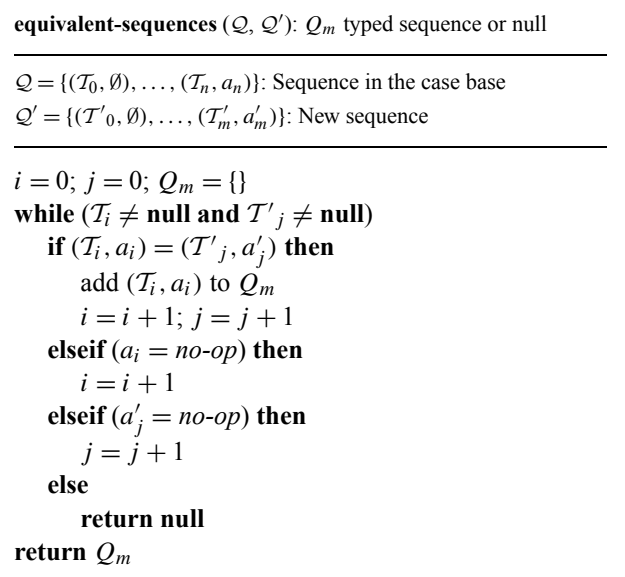 equivalent-sequences (𝒬, 𝒬′): Qₘ typed sequence or null
𝒬 = {(𝒯₀, ∅), . . . , (𝒯ₙ, aₙ)}: Sequence in the case base
𝒬′ = {(𝒯′₀, ∅), . . . , (𝒯′ₘ, a′ₘ)}: New sequence
i = 0; j = 0; Qₘ = {}
while (𝒯ᵢ ≠ null and 𝒯′ⱼ ≠ null)
if (𝒯ᵢ, aᵢ) = (𝒯′ⱼ, a′ⱼ) then
add (𝒯ᵢ, aᵢ) to Qₘ
i = i + 1; j = j + 1
elseif (aᵢ = no-op) then
i = i + 1
elseif (a′ⱼ = no-op) then
j = j + 1
else
return null
return Qₘ